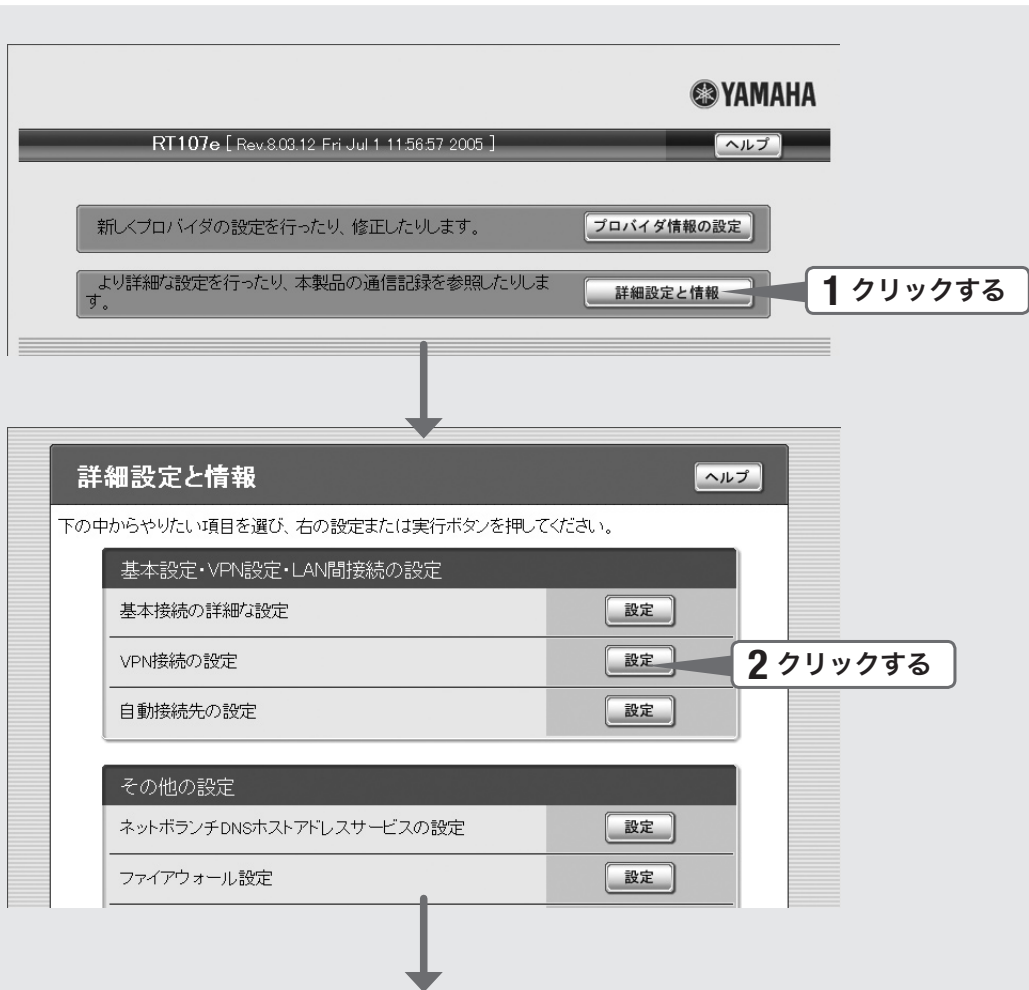 YAMAHA
RT107e [ Rev.8.03.12 Fri Jul 1 11:56:57 2005 ]
ヘルプ
新しくプロバイダの設定を行ったり、修正したりします。
プロバイダ情報の設定
より詳細な設定を行ったり、本製品の通信記録を参照したりしま
す。
詳細設定と情報
1 クリックする
詳細設定と情報
ヘルプ
下の中からやりたい項目を選び、右の設定または実行ボタンを押してください。
基本設定・VPN設定・LAN間接続の設定
基本接続の詳細な設定
設定
VPN接続の設定
設定
2 クリックする
自動接続先の設定
設定
その他の設定
ネットボランチDNSホストアドレスサービスの設定
設定
ファイアウォール設定
設定